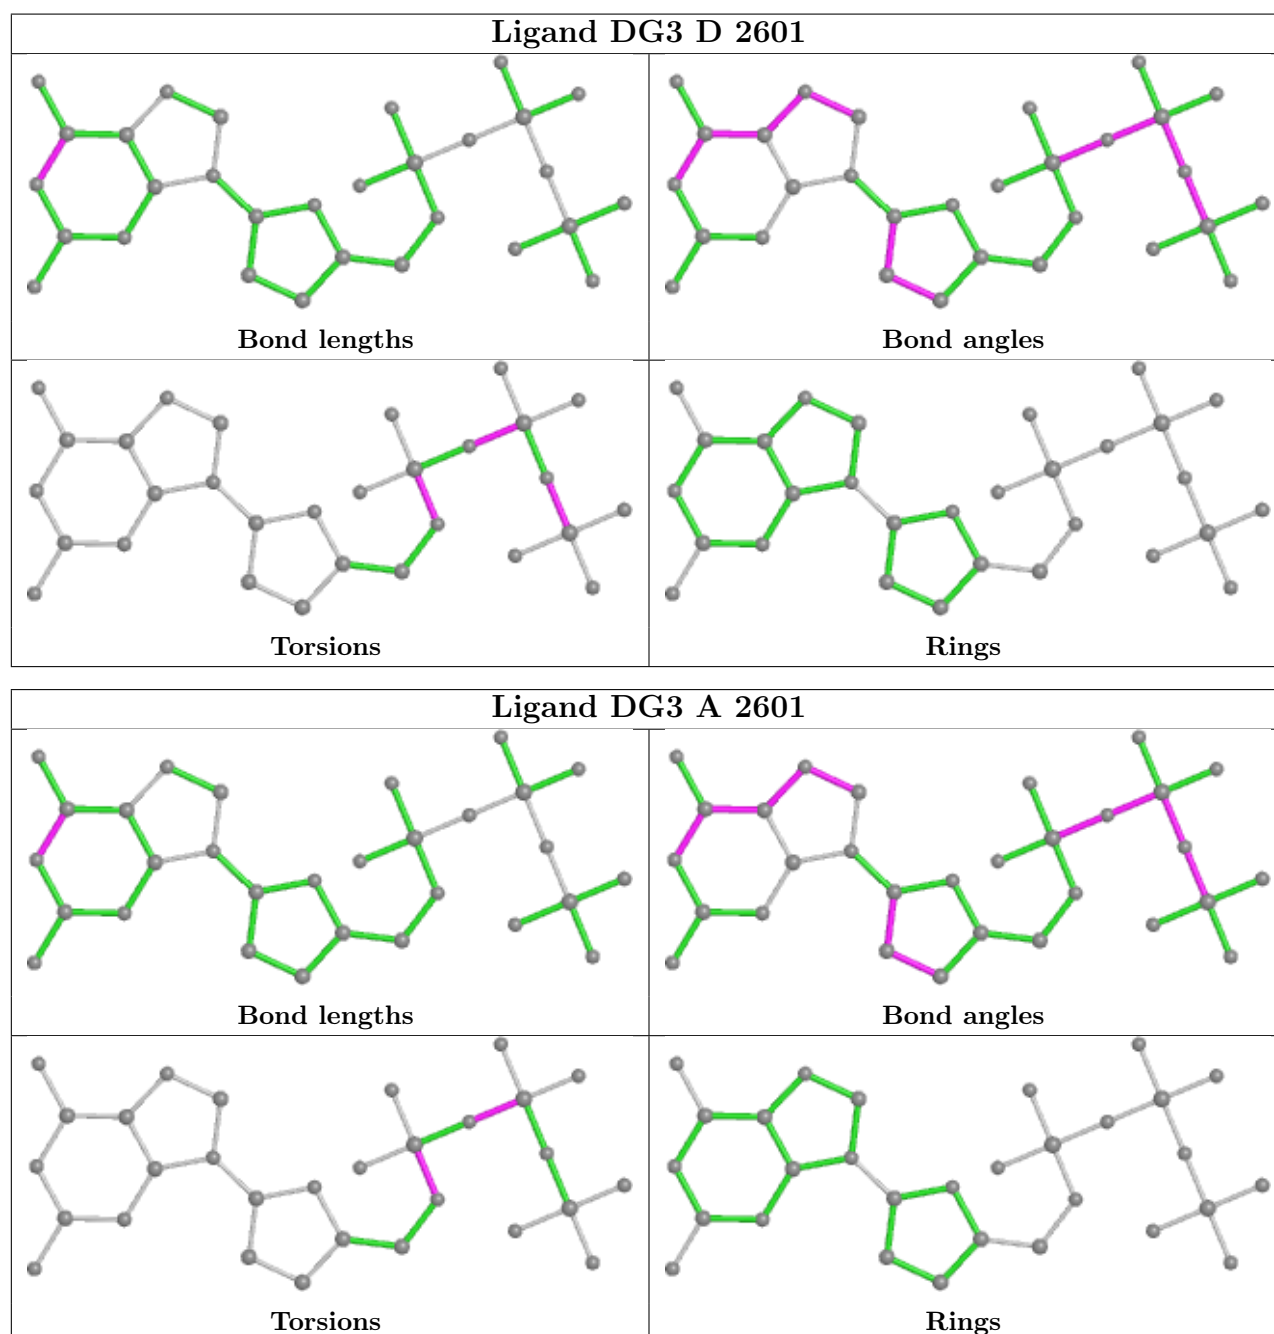 Ligand DG3 D 2601
Bond lengths
Bond angles
Torsions
Rings
Ligand DG3 A 2601
Bond lengths
Bond angles
Torsions
Rings